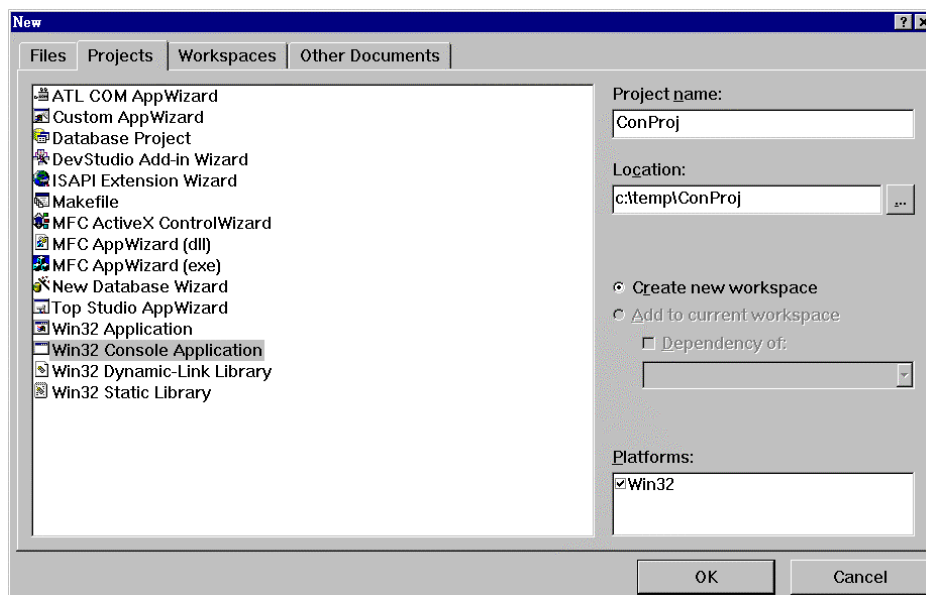 New
Files Projects Workspaces Other Documents
ATL COM AppWizard
Custom AppWizard
Database Project
DevStudio Add-in Wizard
ISAPI Extension Wizard
Makefile
MFC ActiveX ControlWizard
MFC AppWizard (dll)
MFC AppWizard (exe)
New Database Wizard
Top Studio AppWizard
Win32 Application
Win32 Console Application
Win32 Dynamic-Link Library
Win32 Static Library
Project name:
ConProj
Location:
c:\temp\ConProj
...
Create new workspace
Add to current workspace
Dependency of:
Platforms:
Win32
OK Cancel